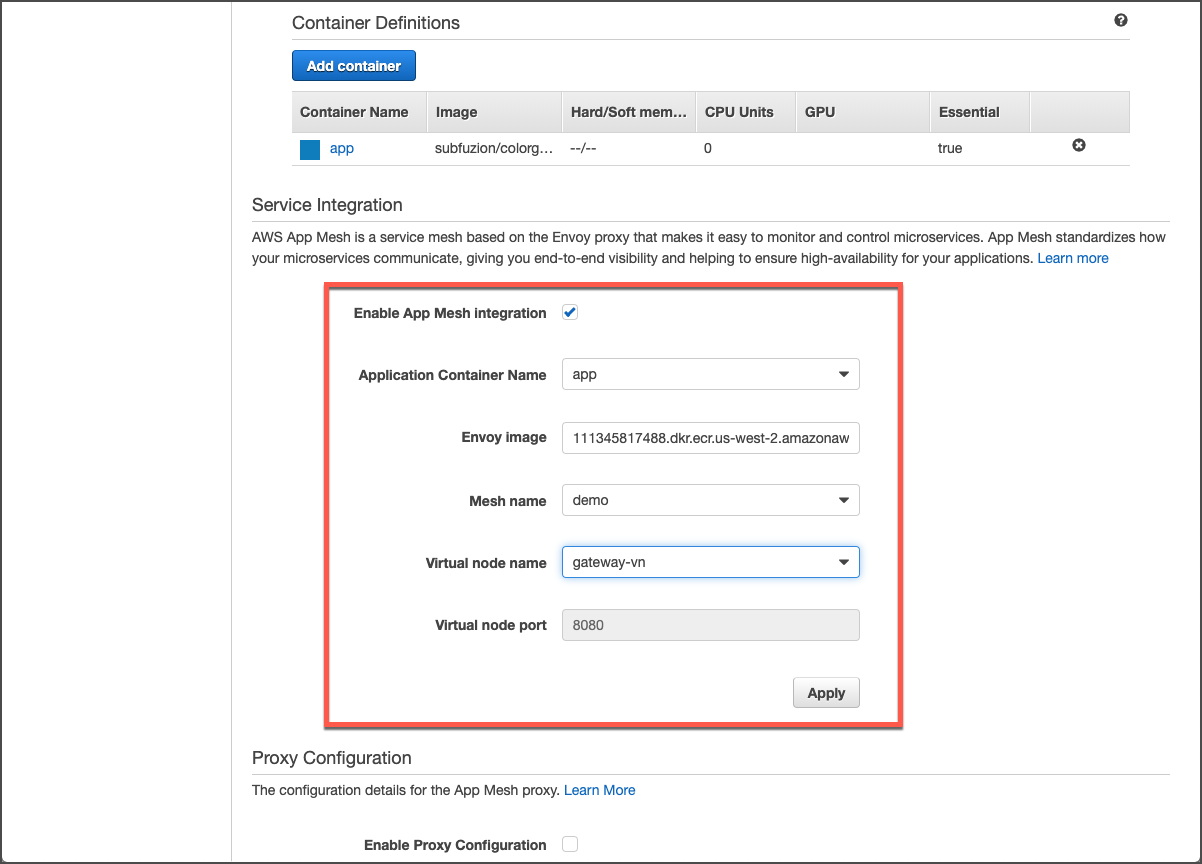 Container Definitions
Add container
Container Name Image Hard/Soft mem... CPU Units GPU Essential
app subfuzion/colorg... --/-- 0 true
Service Integration
AWS App Mesh is a service mesh based on the Envoy proxy that makes it easy to monitor and control microservices. App Mesh standardizes how
your microservices communicate, giving you end-to-end visibility and helping to ensure high-availability for your applications. Learn more
Enable App Mesh integration
Application Container Name app
Envoy image 111345817488.dkr.ecr.us-west-2.amazonaw
Mesh name demo
Virtual node name gateway-vn
Virtual node port 8080
Apply
Proxy Configuration
The configuration details for the App Mesh proxy. Learn More
Enable Proxy Configuration